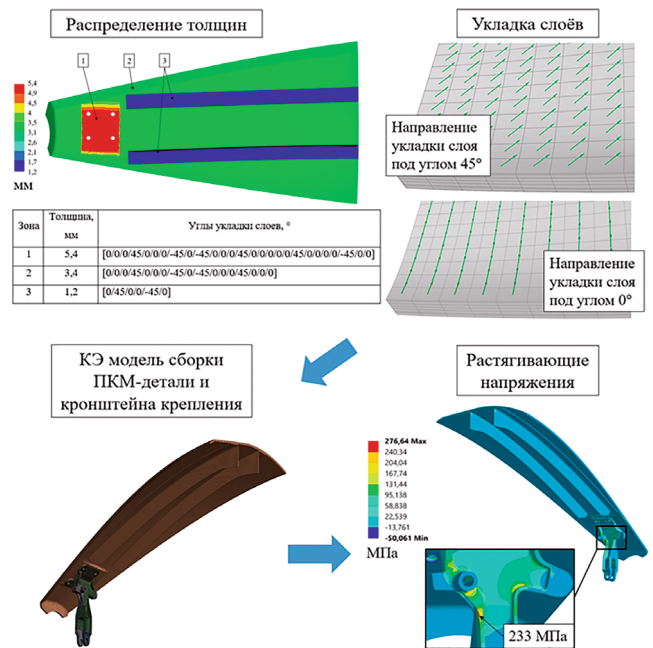 Распределение толщин
Укладка слоёв
1
2
3
5,4
4,9
4,5
4
3,5
3,1
2,6
2,1
1,7
1,2
мм
Направление
укладки слоя
под углом 45°
Направление
укладки слоя
под углом 0°
Зона
Толщина,
мм
Углы укладки слоев, °
1
5,4
[0/0/0/45/0/0/0/-45/0/-45/0/0/0/45/0/0/0/0/0/45/0/0/0/0/-45/0/0]
2
3,4
[0/0/0/45/0/0/-45/0/-45/0/0/0/45/0/0/0]
3
1,2
[0/45/0/0/-45/0]
КЭ модель сборки
ПКМ-детали и
кронштейна крепления
Растягивающие
напряжения
276,64 Max
240,34
204,04
167,74
131,44
95,138
58,838
22,539
-13,761
-50,061 Min
МПа
233 МПа